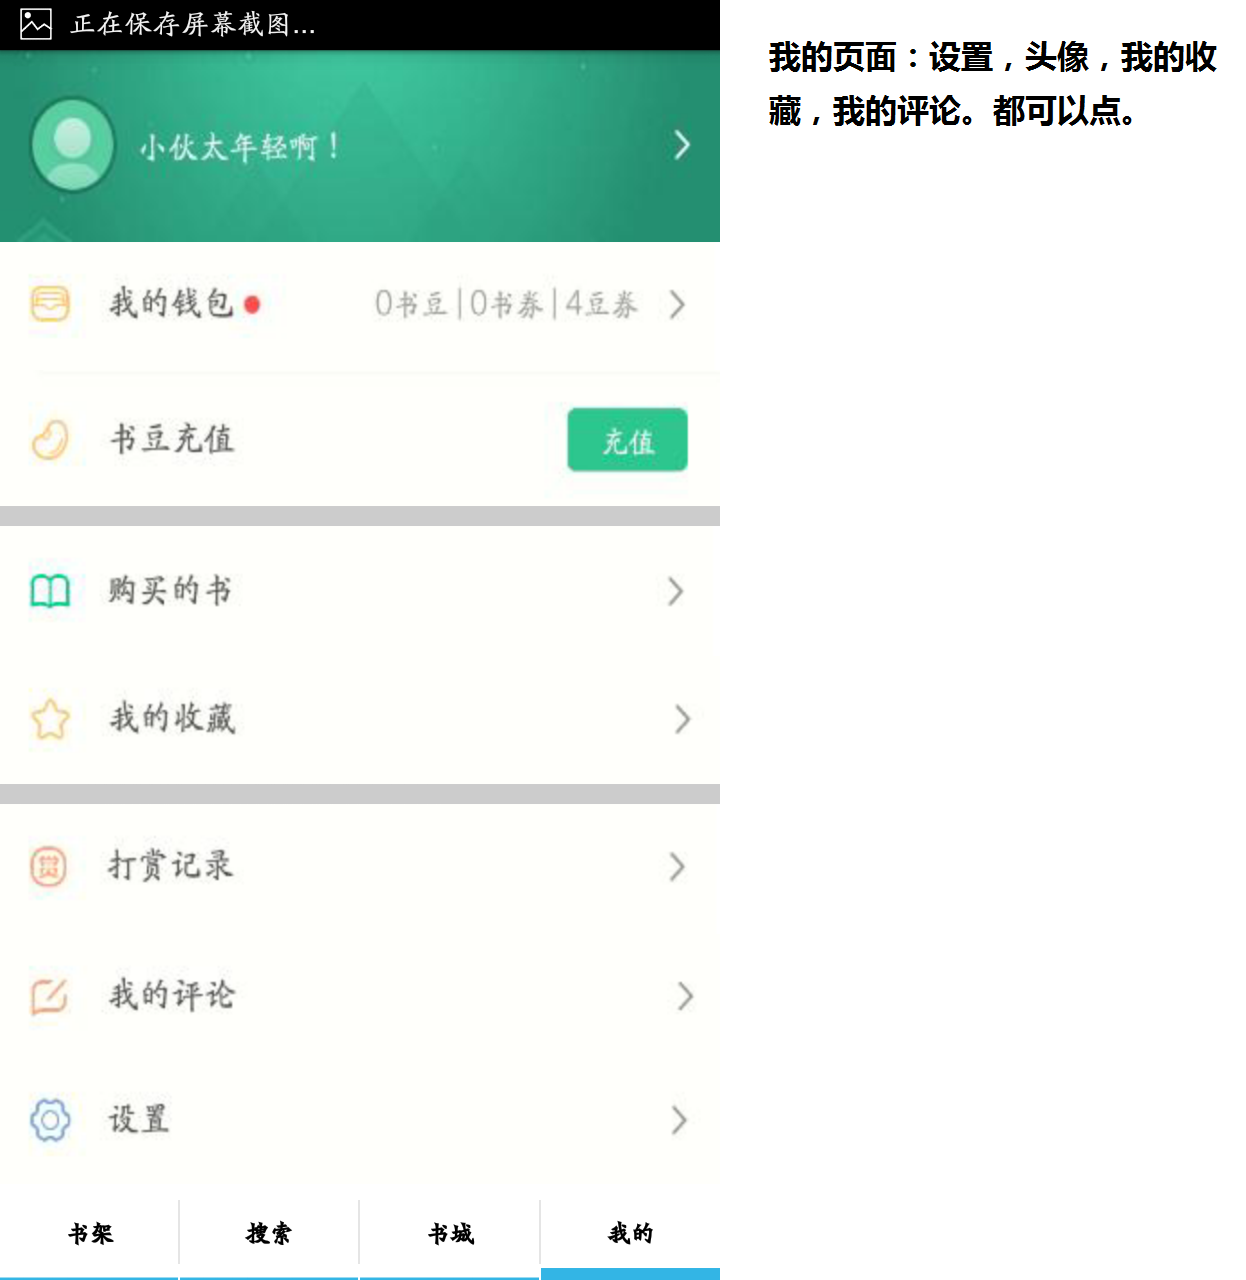 正在保存屏幕截图...
小伙太年轻啊！
我的钱包
0书豆|0书券|4豆券
书豆充值
充值
购买的书
我的收藏
赏
打赏记录
我的评论
设置
书架
搜索
书城
我的
我的页面：设置，头像，我的收
藏，我的评论。都可以点。